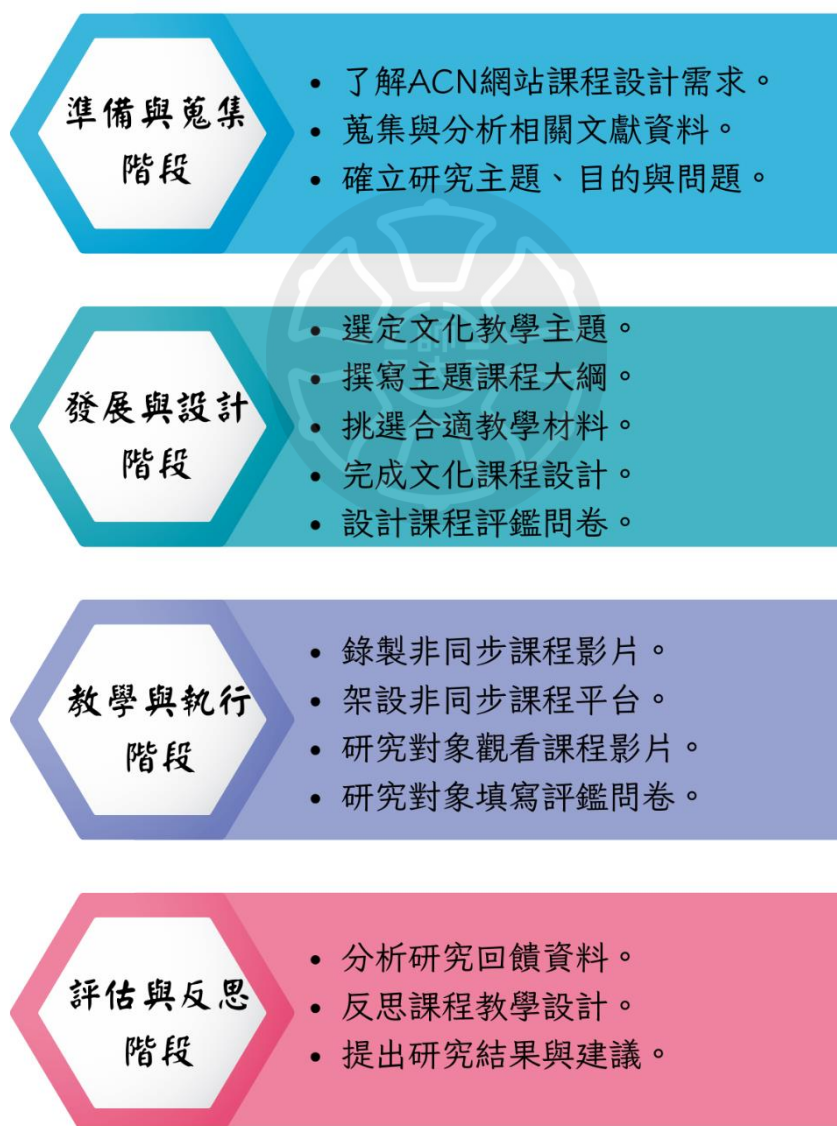 準備與蒐集
階段
• 了解ACN網站課程設計需求。
• 蒐集與分析相關文獻資料。
• 確立研究主題、目的與問題。
發展與設計
階段
• 選定文化教學主題。
• 撰寫主題課程大綱。
• 挑選合適教學材料。
• 完成文化課程設計。
• 設計課程評鑑問卷。
教學與執行
階段
• 錄製非同步課程影片。
• 架設非同步課程平台。
• 研究對象觀看課程影片。
• 研究對象填寫評鑑問卷。
評估與反思
階段
• 分析研究回饋資料。
• 反思課程教學設計。
• 提出研究結果與建議。